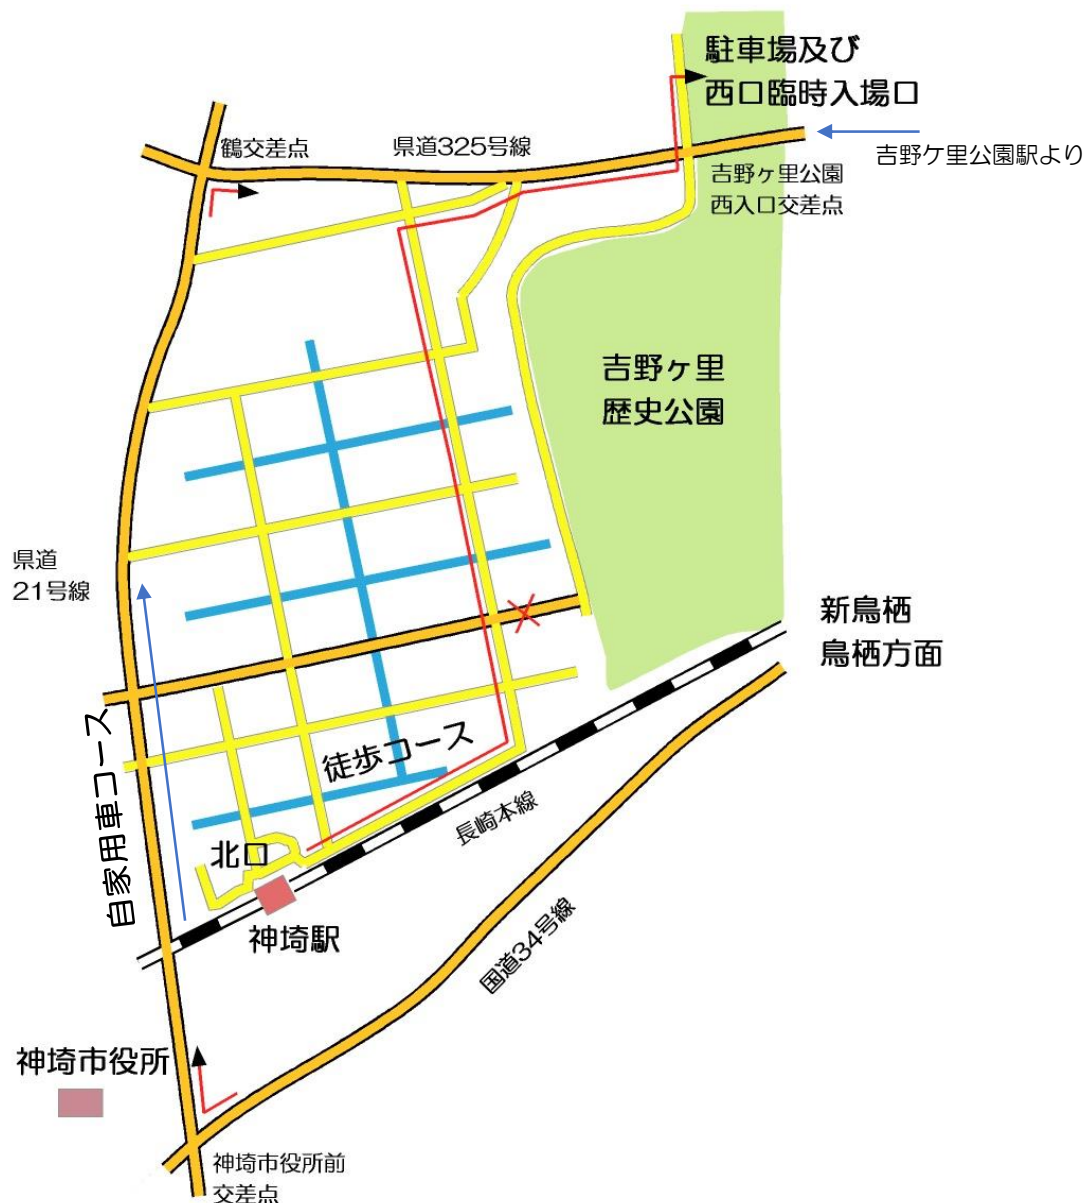 駐車場及び
西口臨時入場口
鶴交差点
県道325号線
吉野ケ里公園駅より
吉野ヶ里公園
西入口交差点
吉野ヶ里
歴史公園
県道
21号線
新鳥栖
鳥栖方面
自家用車コース
徒歩コース
長崎本線
北口
神埼駅
国道34号線
神埼市役所
神埼市役所前
交差点